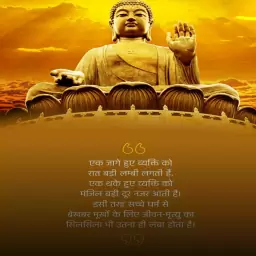 एक जागे हुए व्यक्ति को
रात बड़ी लम्बी लगती है.
एक थके हुए व्यक्ति को
मंजिल बड़ी दूर नजर आती है।
इसी तरह सच्चे धर्म से
बेखबर मूर्खों के लिए जीवन-मृत्यु का
सिलसिला भी उतना ही लंबा होता है।